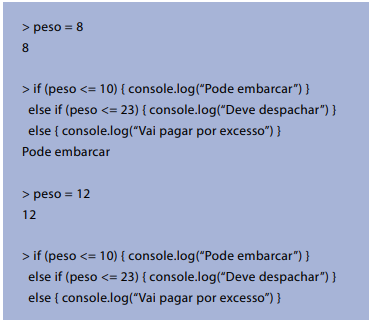 > peso = 8
8
> if (peso <= 10) { console.log(“Pode embarcar”) }
else if (peso <= 23) { console.log(“Deve despachar”) }
else { console.log(“Vai pagar por excesso”) }
Pode embarcar
> peso = 12
12
> if (peso <= 10) { console.log(“Pode embarcar”) }
else if (peso <= 23) { console.log(“Deve despachar”) }
else { console.log(“Vai pagar por excesso”) }